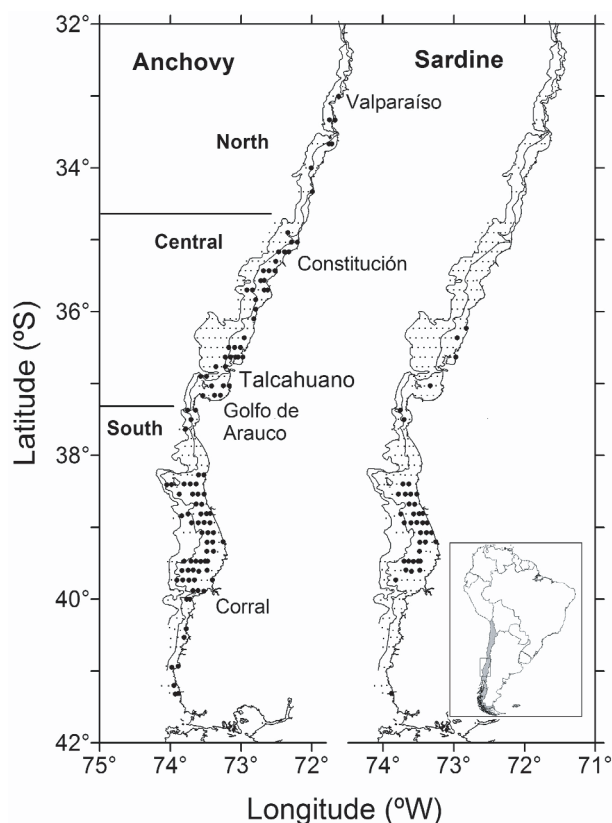 32°
Anchovy
Sardine
Valparaíso
North
34°
Central
Constitución
36°
Talcahuano
Golfo de
Arauco
South
38°
40°
Corral
42°
75°
74°
73°
72°
74°
73°
72°
71°
Latitude (ºS)
Longitude (ºW)